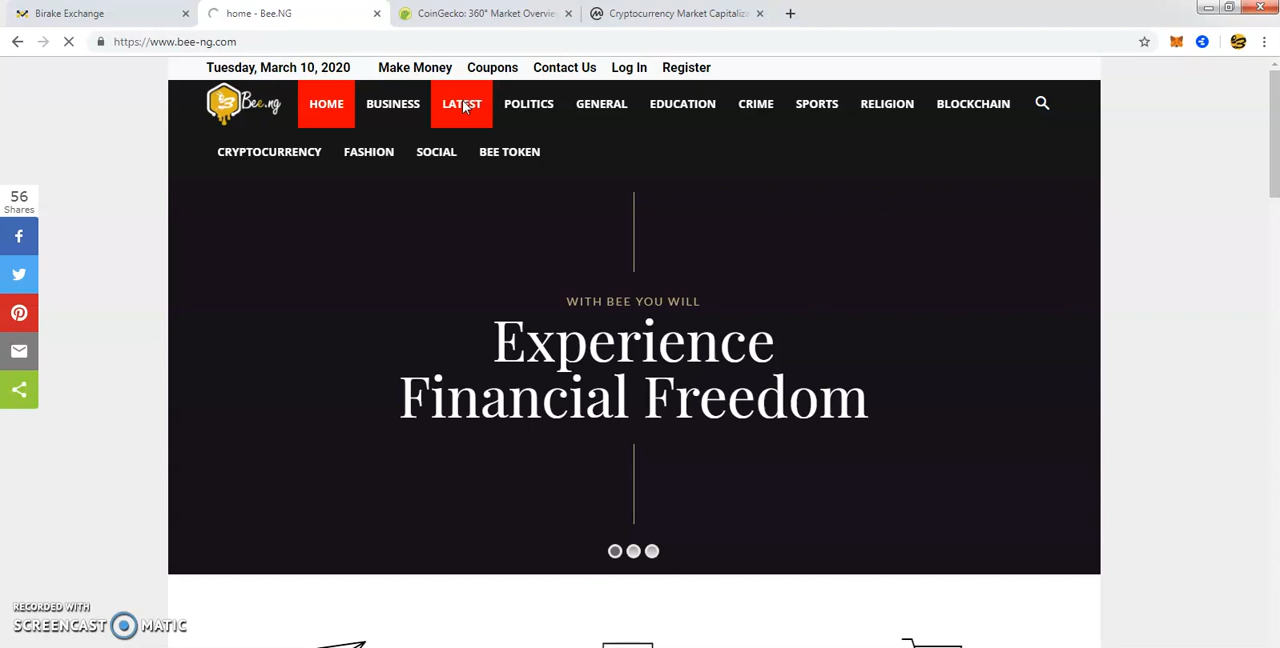 Birake Exchange
home - Bee.NG
CoinGecko: 360° Market Overvie
Cryptocurrency Market Capitaliz
https://www.bee-ng.com
Tuesday, March 10, 2020 Make Money Coupons Contact Us Log In Register
Bee.ng HOME BUSINESS LATEST POLITICS GENERAL EDUCATION CRIME SPORTS RELIGION BLOCKCHAIN
CRYPTOCURRENCY FASHION SOCIAL BEE TOKEN
56
Shares
WITH BEE YOU WILL
Experience
Financial Freedom
RECORDED WITH
SCREENCAST MATIC